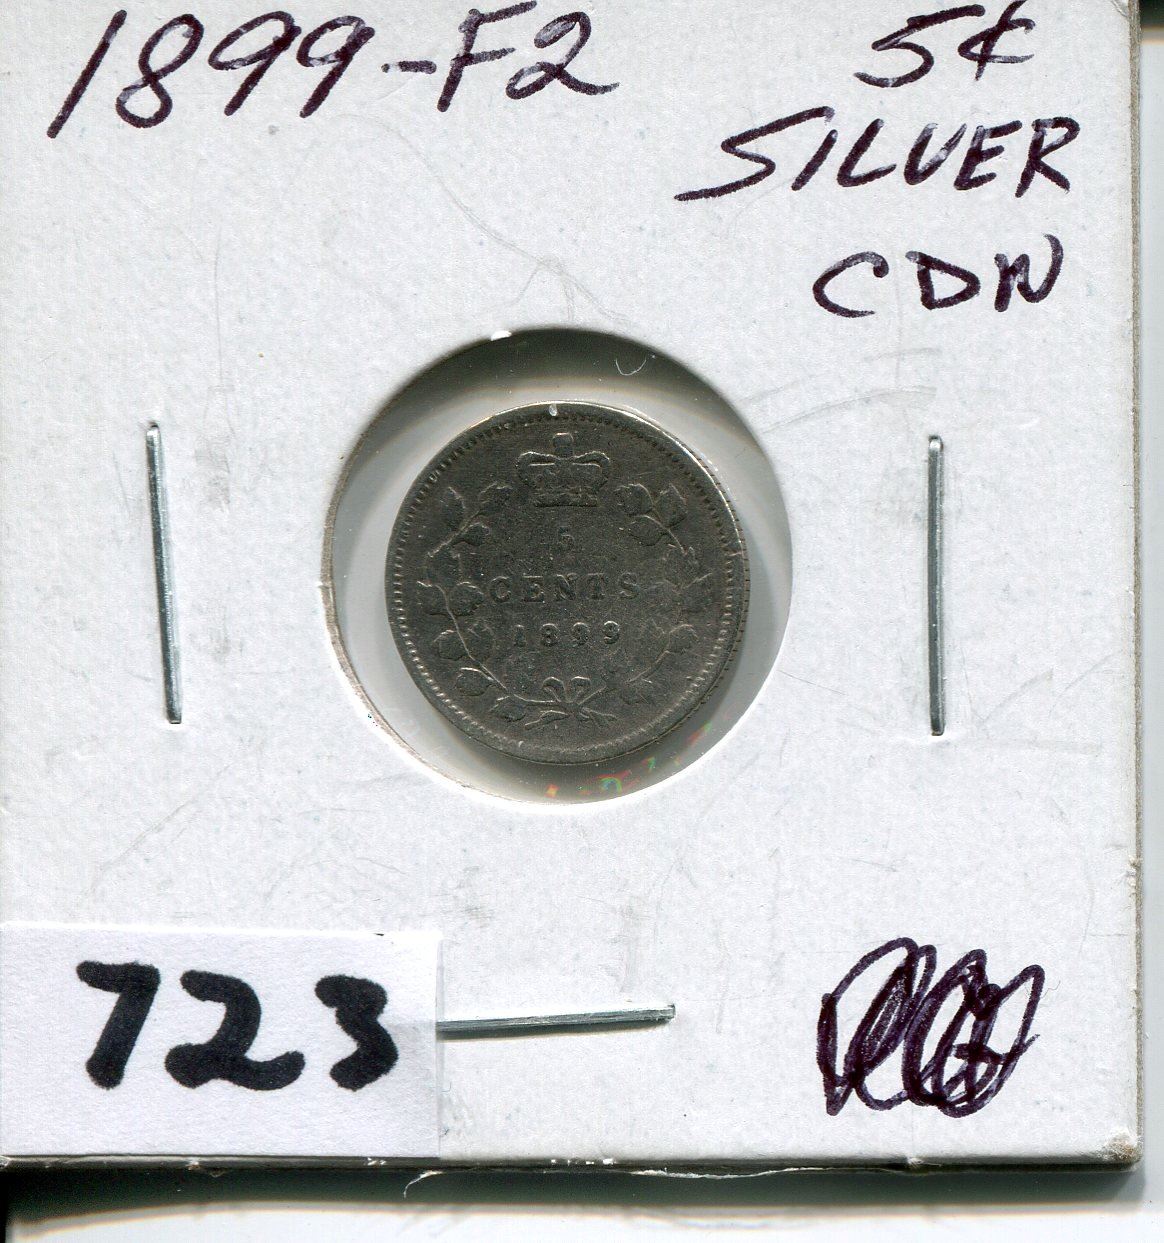 1899-F2 5¢
SILVER
CDN
5
CENTS
1899
723